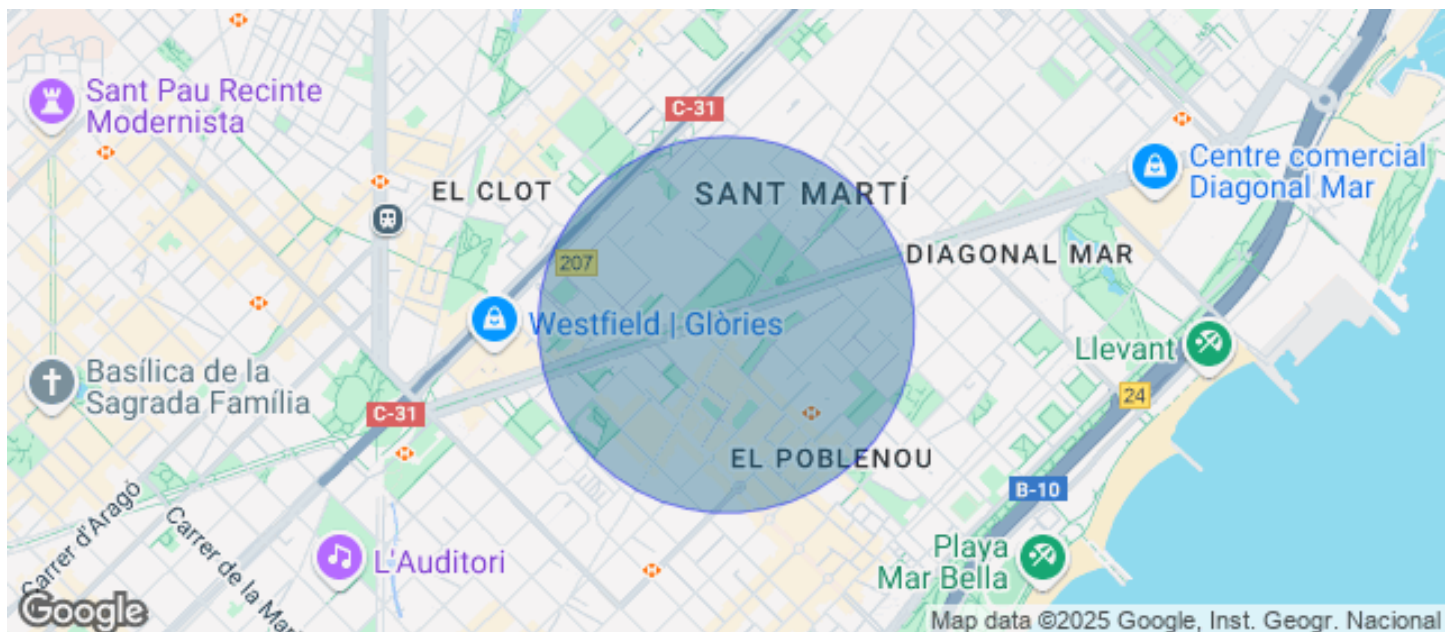 C-31
Sant Pau Recinte
Modernista
EL CLOT
SANT MARTÍ
Centre comercial
Diagonal Mar
207
DIAGONAL MAR
Westfield | Glòries
Llevant
Basílica de la
Sagrada Família
C-31
24
EL POBLENOU
B-10
Carrer d'Aragó
Carrer de la Mari
L'Auditori
Playa
Mar Bella
Google
Map data ©2025 Google, Inst. Geogr. Nacional